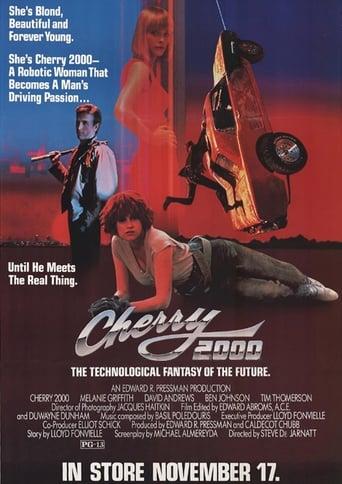 She's Blond,
Beautiful and
Forever Young.
She's Cherry 2000—
A Robotic Woman That
Becomes A Man's
Driving Passion...
Until He Meets
The Real Thing.
Cherry
2000
THE TECHNOLOGICAL FANTASY OF THE FUTURE.
AN EDWARD R. PRESSMAN PRODUCTION
CHERRY 2000 MELANIE GRIFFITH DAVID ANDREWS BEN JOHNSON TIM THOMERSON
Director of Photography JACQUES HAITKIN Film Edited by EDWARD ABROMS, A.C.E.
and DUWAYNE DUNHAM Music composed by BASIL POLEDOURIS Executive Producer LLOYD FONVIELLE
Co-Producer ELLIOT SCHICK Produced by EDWARD R. PRESSMAN and CALDECOT CHUBB
Story by LLOYD FONVIELLE Screenplay by MICHAEL ALMEREYDA Directed by STEVE DE JARNATT
PG-13
IN STORE NOVEMBER 17.